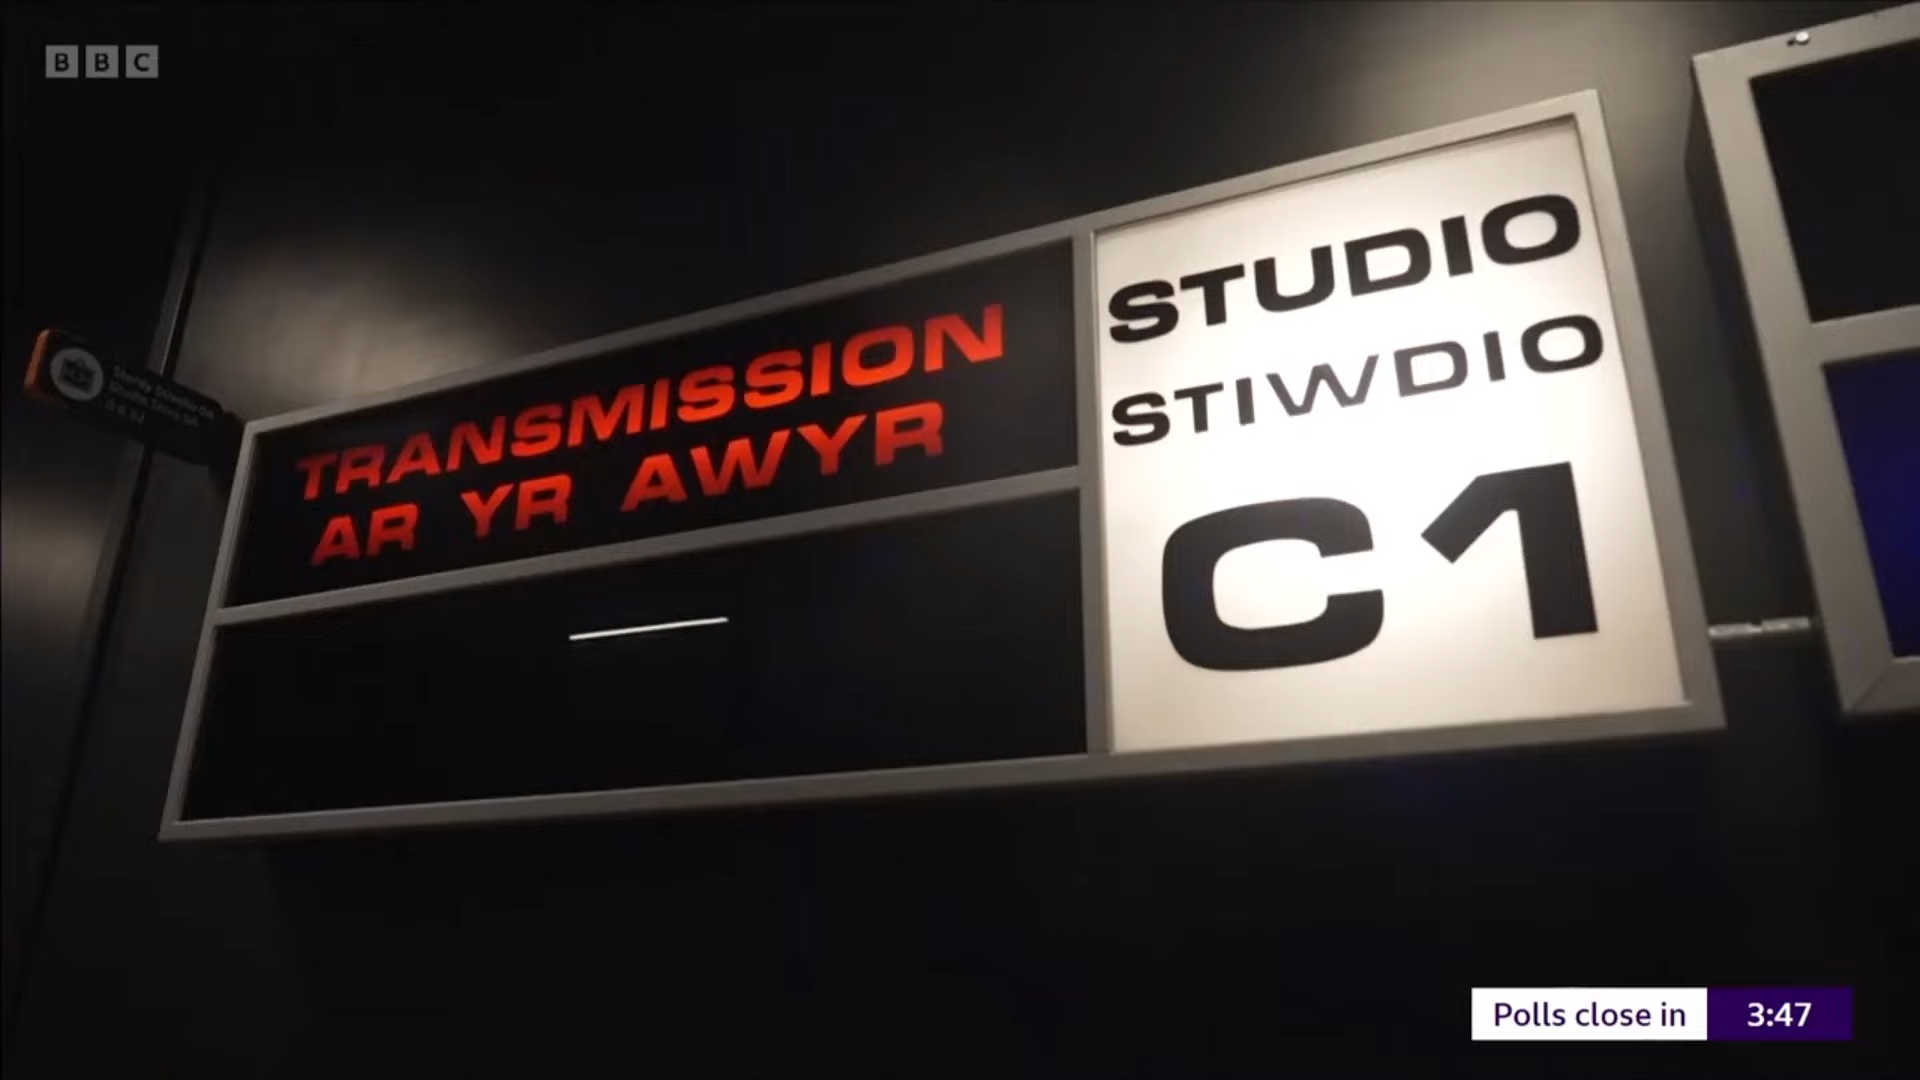 BBC
TRANSMISSION
AR YR AWYR
STUDIO
STIWDIO
C1
Polls close in 3:47